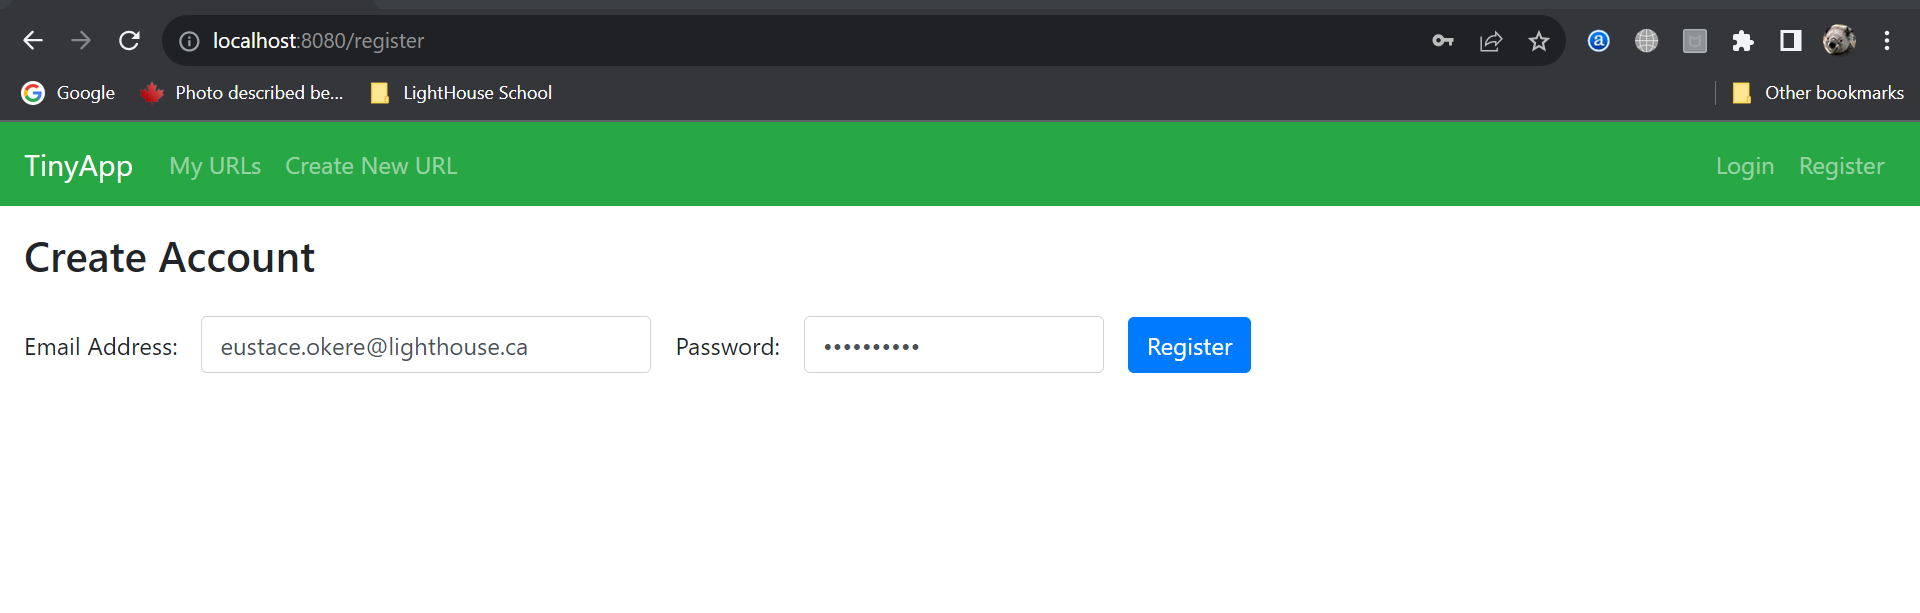 localhost:8080/register
Google Photo described be... LightHouse School Other bookmarks
TinyApp My URLs Create New URL Login Register
Create Account
Email Address: eustace.okere@lighthouse.ca Password: •••••••••• Register